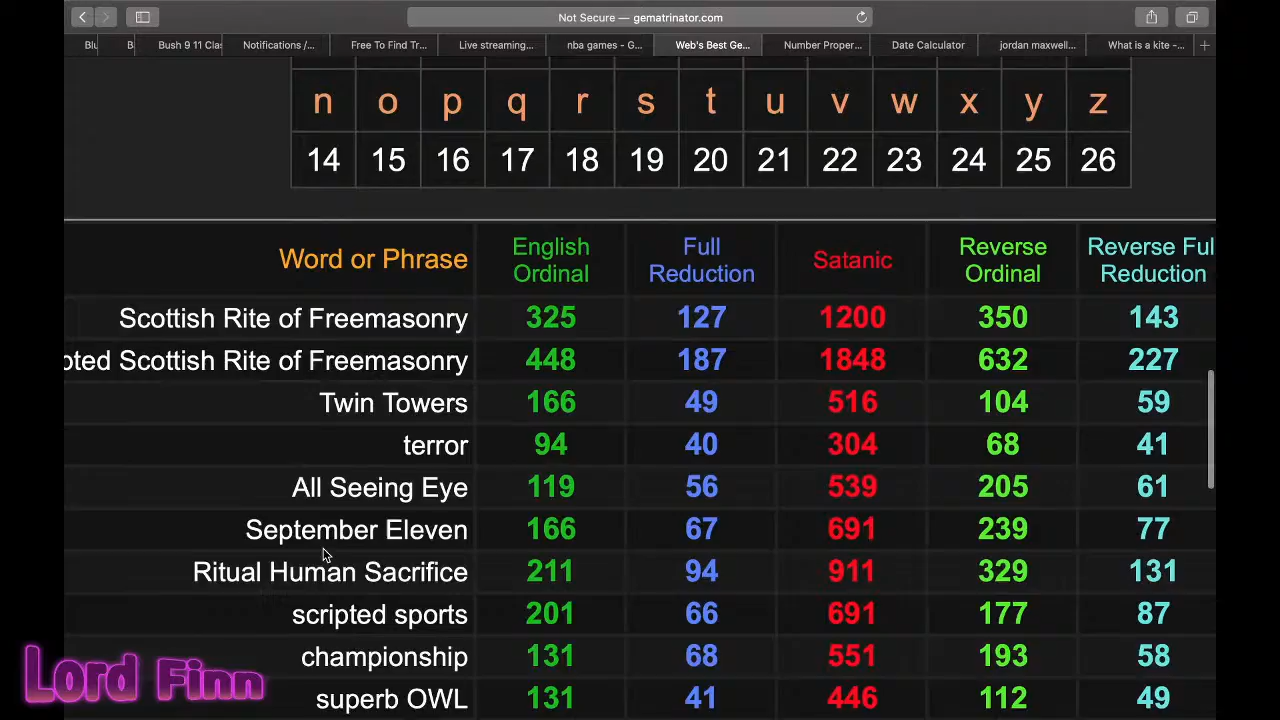 Not Secure — gematrinator.com
Blu B Bush 9 11 Clas Notifications /... Free To Find Tr... Live streaming... nba games - G... Web's Best Ge... Number Proper... Date Calculator jordan maxwell... What is a kite -...
n o p q r s t u v w x y z
14 15 16 17 18 19 20 21 22 23 24 25 26
Word or Phrase English Ordinal Full Reduction Satanic Reverse Ordinal Reverse Ful Reduction
Scottish Rite of Freemasonry 325 127 1200 350 143
oted Scottish Rite of Freemasonry 448 187 1848 632 227
Twin Towers 166 49 516 104 59
terror 94 40 304 68 41
All Seeing Eye 119 56 539 205 61
September Eleven 166 67 691 239 77
Ritual Human Sacrifice 211 94 911 329 131
scripted sports 201 66 691 177 87
championship 131 68 551 193 58
superb OWL 131 41 446 112 49
Lord Finn